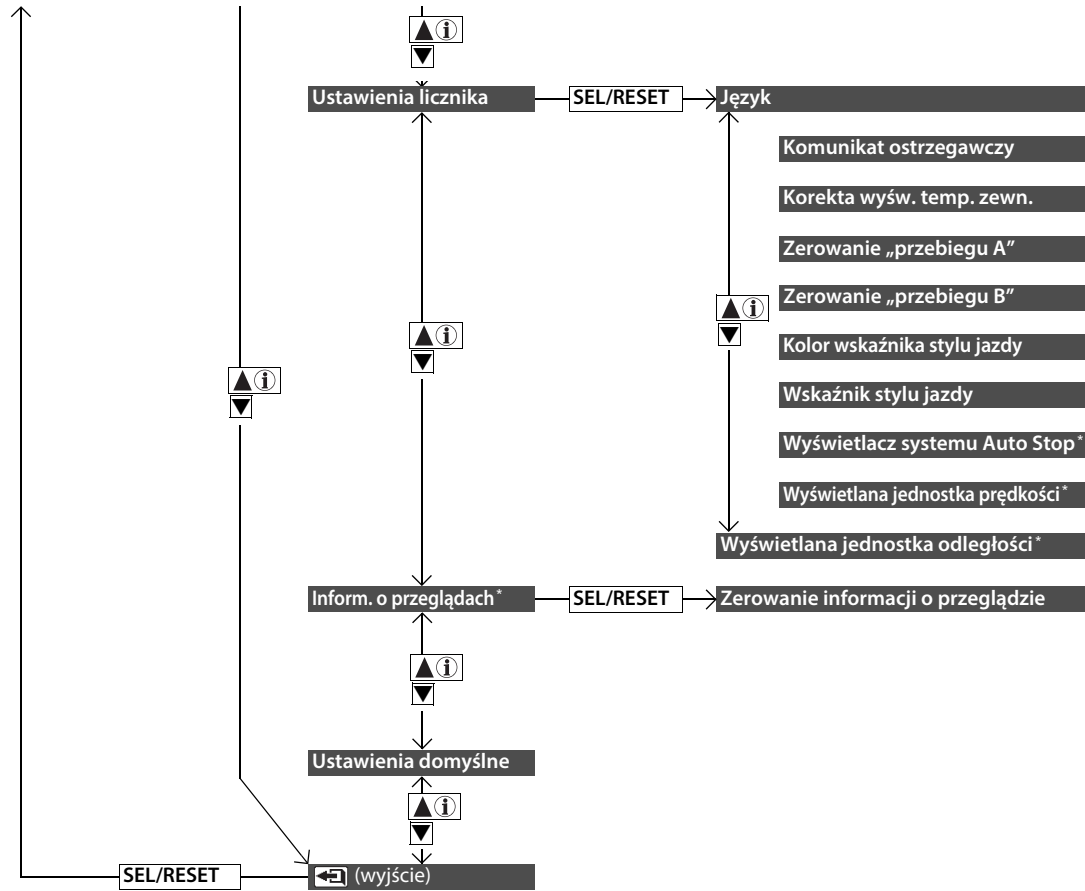 ▲ⓘ
▼
Ustawienia licznika SEL/RESET Język
Komunikat ostrzegawczy
Korekta wyśw. temp. zewn.
Zerowanie „przebiegu A”
Zerowanie „przebiegu B”
▲ⓘ
▼
Kolor wskaźnika stylu jazdy
▲ⓘ
▼
Wskaźnik stylu jazdy
▲ⓘ
▼
Wyświetlacz systemu Auto Stop*
Wyświetlana jednostka prędkości*
Wyświetlana jednostka odległości*
Inform. o przeglądach* SEL/RESET Zerowanie informacji o przeglądzie
▲ⓘ
▼
Ustawienia domyślne
▲ⓘ
▼
SEL/RESET (wyjście)